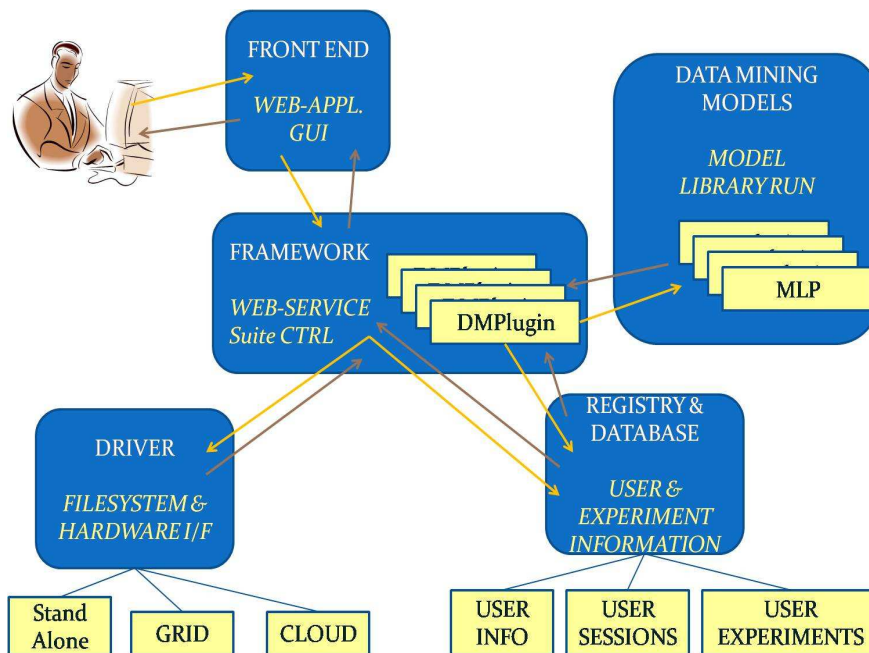 FRONT END
WEB-APPL.
GUI
DATA MINING
MODELS
MODEL
LIBRARY RUN
MLP
FRAMEWORK
WEB-SERVICE
Suite CTRL
DMPlugin
DRIVER
FILESYSTEM &
HARDWARE I/F
REGISTRY &
DATABASE
USER &
EXPERIMENT
INFORMATION
Stand
Alone
GRID
CLOUD
USER
INFO
USER
SESSIONS
USER
EXPERIMENTS